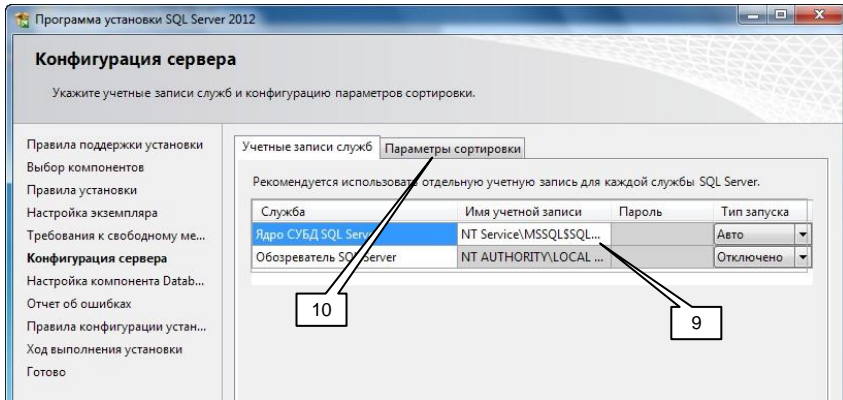 Программа установки SQL Server 2012
Конфигурация сервера
Укажите учетные записи служб и конфигурацию параметров сортировки.
Правила поддержки установки
Выбор компонентов
Правила установки
Настройка экземпляра
Требования к свободному ме...
Конфигурация сервера
Настройка компонента Datab...
Отчет об ошибках
Правила конфигурации устан...
Ход выполнения установки
Готово
Учетные записи служб Параметры сортировки
Рекомендуется использовать отдельную учетную запись для каждой службы SQL Server.
Служба Имя учетной записи Пароль Тип запуска
Ядро СУБД SQL Server NT Service\MSSQL$SQL... Авто
Обозреватель SQL Server NT AUTHORITY\LOCAL ... Отключено
10
9